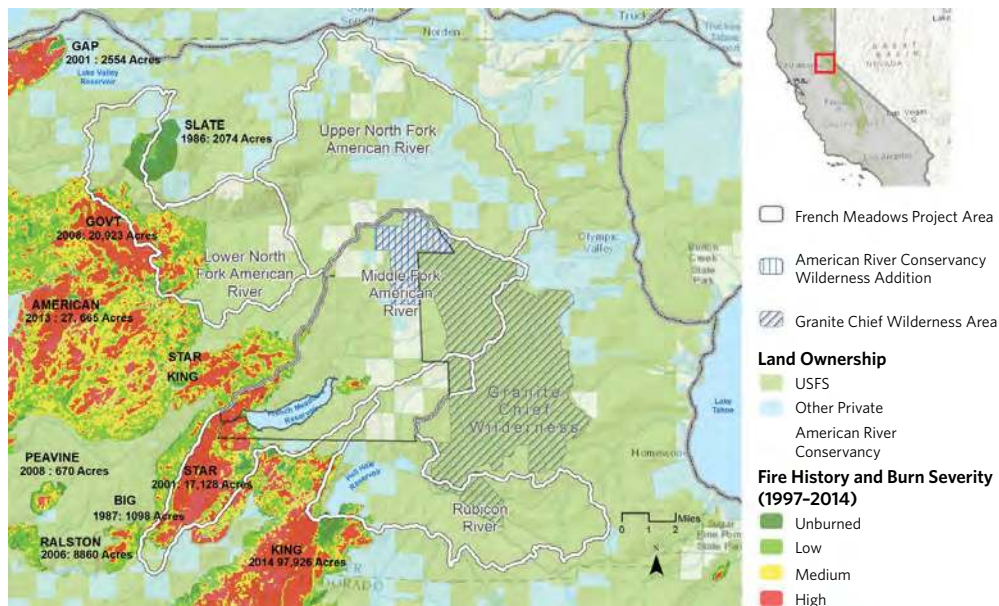 Norden
GAP
2001 : 2554 Acres
Lake Valley
Reservoir
SLATE
1986: 2074 Acres
Upper North Fork
American River
GOVT
2008: 20,923 Acres
Lower North
Fork American
River
Olympic
Valley
Middle Fork
American
River
AMERICAN
2013 : 27, 665 Acres
STAR
KING
French Meadows
Reservoir
Granite
Chief
Wilderness
Lake
Tahoe
PEAVINE
2008 : 670 Acres
STAR
2001: 17,128 Acres
Hell Hole
Reservoir
BIG
1987: 1098 Acres
Rubicon
River
RALSTON
2006: 8860 Acres
KING
2014 97,926 Acres
0 1 2 Miles
N
French Meadows Project Area
American River Conservancy
Wilderness Addition
Granite Chief Wilderness Area
Land Ownership
USFS
Other Private
American River
Conservancy
Fire History and Burn Severity
(1997–2014)
Unburned
Low
Medium
High